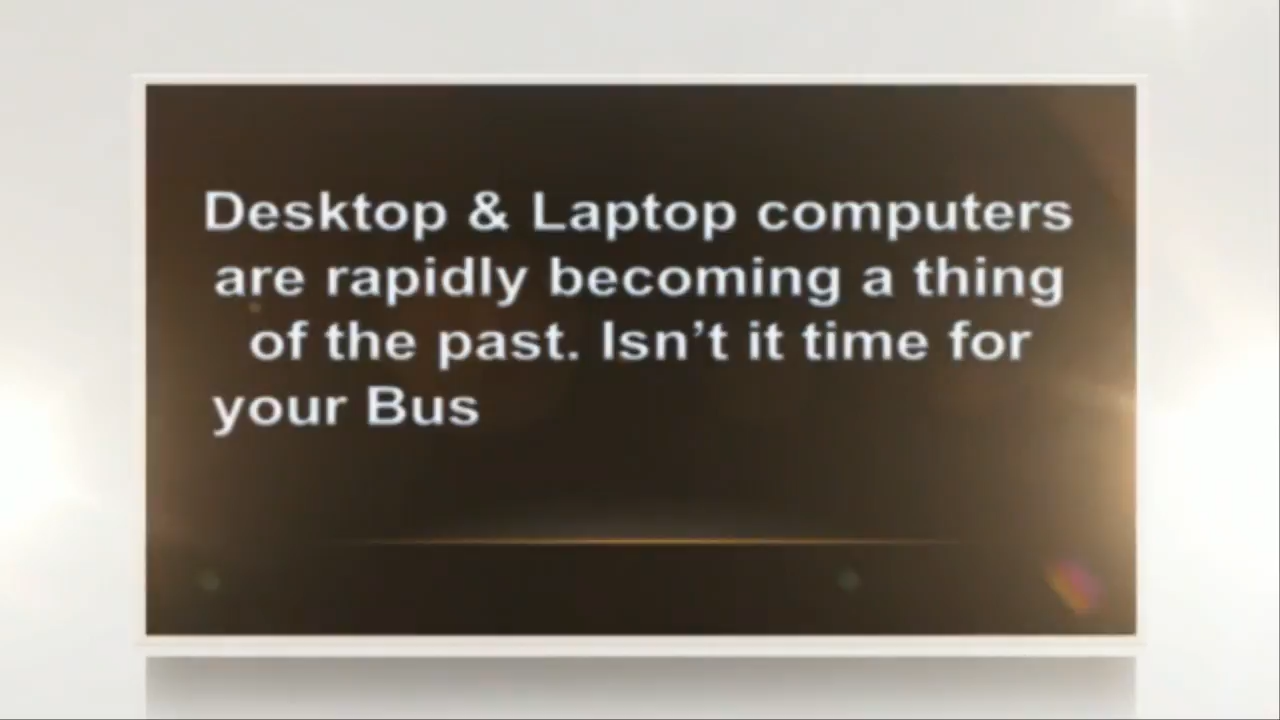 Desktop & Laptop computers
are rapidly becoming a thing
of the past. Isn’t it time for
your Bus